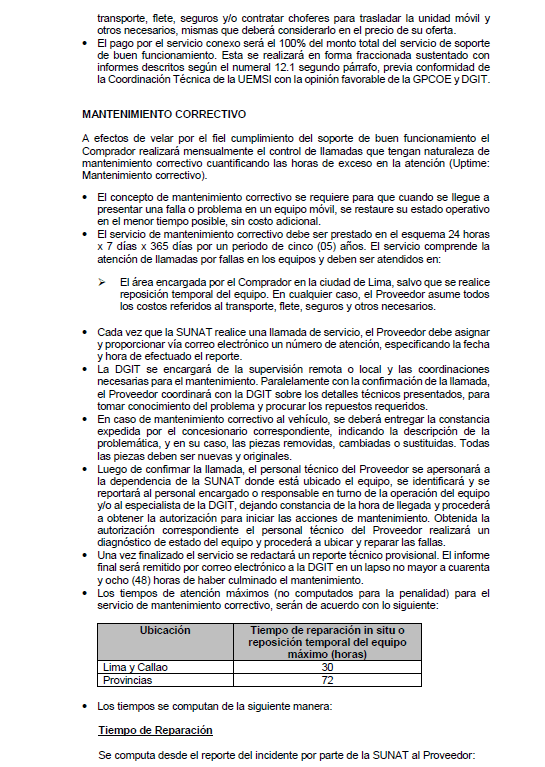 transporte, flete, seguros y/o contratar choferes para trasladar la unidad móvil y
otros necesarios, mismas que deberá considerarlo en el precio de su oferta.
• El pago por el servicio conexo será el 100% del monto total del servicio de soporte
de buen funcionamiento. Esta se realizará en forma fraccionada sustentado con
informes descritos según el numeral 12.1 segundo párrafo, previa conformidad de
la Coordinación Técnica de la UEMSI con la opinión favorable de la GPCOE y DGIT.
MANTENIMIENTO CORRECTIVO
A efectos de velar por el fiel cumplimiento del soporte de buen funcionamiento el
Comprador realizará mensualmente el control de llamadas que tengan naturaleza de
mantenimiento correctivo cuantificando las horas de exceso en la atención (Uptime:
Mantenimiento correctivo).
• El concepto de mantenimiento correctivo se requiere para que cuando se llegue a
presentar una falla o problema en un equipo móvil, se restaure su estado operativo
en el menor tiempo posible, sin costo adicional.
• El servicio de mantenimiento correctivo debe ser prestado en el esquema 24 horas
x 7 días x 365 días por un periodo de cinco (05) años. El servicio comprende la
atención de llamadas por fallas en los equipos y deben ser atendidos en:
➢ El área encargada por el Comprador en la ciudad de Lima, salvo que se realice
reposición temporal del equipo. En cualquier caso, el Proveedor asume todos
los costos referidos al transporte, flete, seguros y otros necesarios.
• Cada vez que la SUNAT realice una llamada de servicio, el Proveedor debe asignar
y proporcionar vía correo electrónico un número de atención, especificando la fecha
y hora de efectuado el reporte.
• La DGIT se encargará de la supervisión remota o local y las coordinaciones
necesarias para el mantenimiento. Paralelamente con la confirmación de la llamada,
el Proveedor coordinará con la DGIT sobre los detalles técnicos presentados, para
tomar conocimiento del problema y procurar los repuestos requeridos.
• En caso de mantenimiento correctivo al vehículo, se deberá entregar la constancia
expedida por el concesionario correspondiente, indicando la descripción de la
problemática, y en su caso, las piezas removidas, cambiadas o sustituidas. Todas
las piezas deben ser nuevas y originales.
• Luego de confirmar la llamada, el personal técnico del Proveedor se apersonará a
la dependencia de la SUNAT donde está ubicado el equipo, se identificará y se
reportará al personal encargado o responsable en turno de la operación del equipo
y/o al especialista de la DGIT, dejando constancia de la hora de llegada y procederá
a obtener la autorización para iniciar las acciones de mantenimiento. Obtenida la
autorización correspondiente el personal técnico del Proveedor realizará un
diagnóstico de estado del equipo y procederá a ubicar y reparar las fallas.
• Una vez finalizado el servicio se redactará un reporte técnico provisional. El informe
final será remitido por correo electrónico a la DGIT en un lapso no mayor a cuarenta
y ocho (48) horas de haber culminado el mantenimiento.
• Los tiempos de atención máximos (no computados para la penalidad) para el
servicio de mantenimiento correctivo, serán de acuerdo con lo siguiente:
Ubicación Tiempo de reparación in situ o
reposición temporal del equipo
máximo (horas)
Lima y Callao 30
Provincias 72
• Los tiempos se computan de la siguiente manera:
Tiempo de Reparación
Se computa desde el reporte del incidente por parte de la SUNAT al Proveedor: